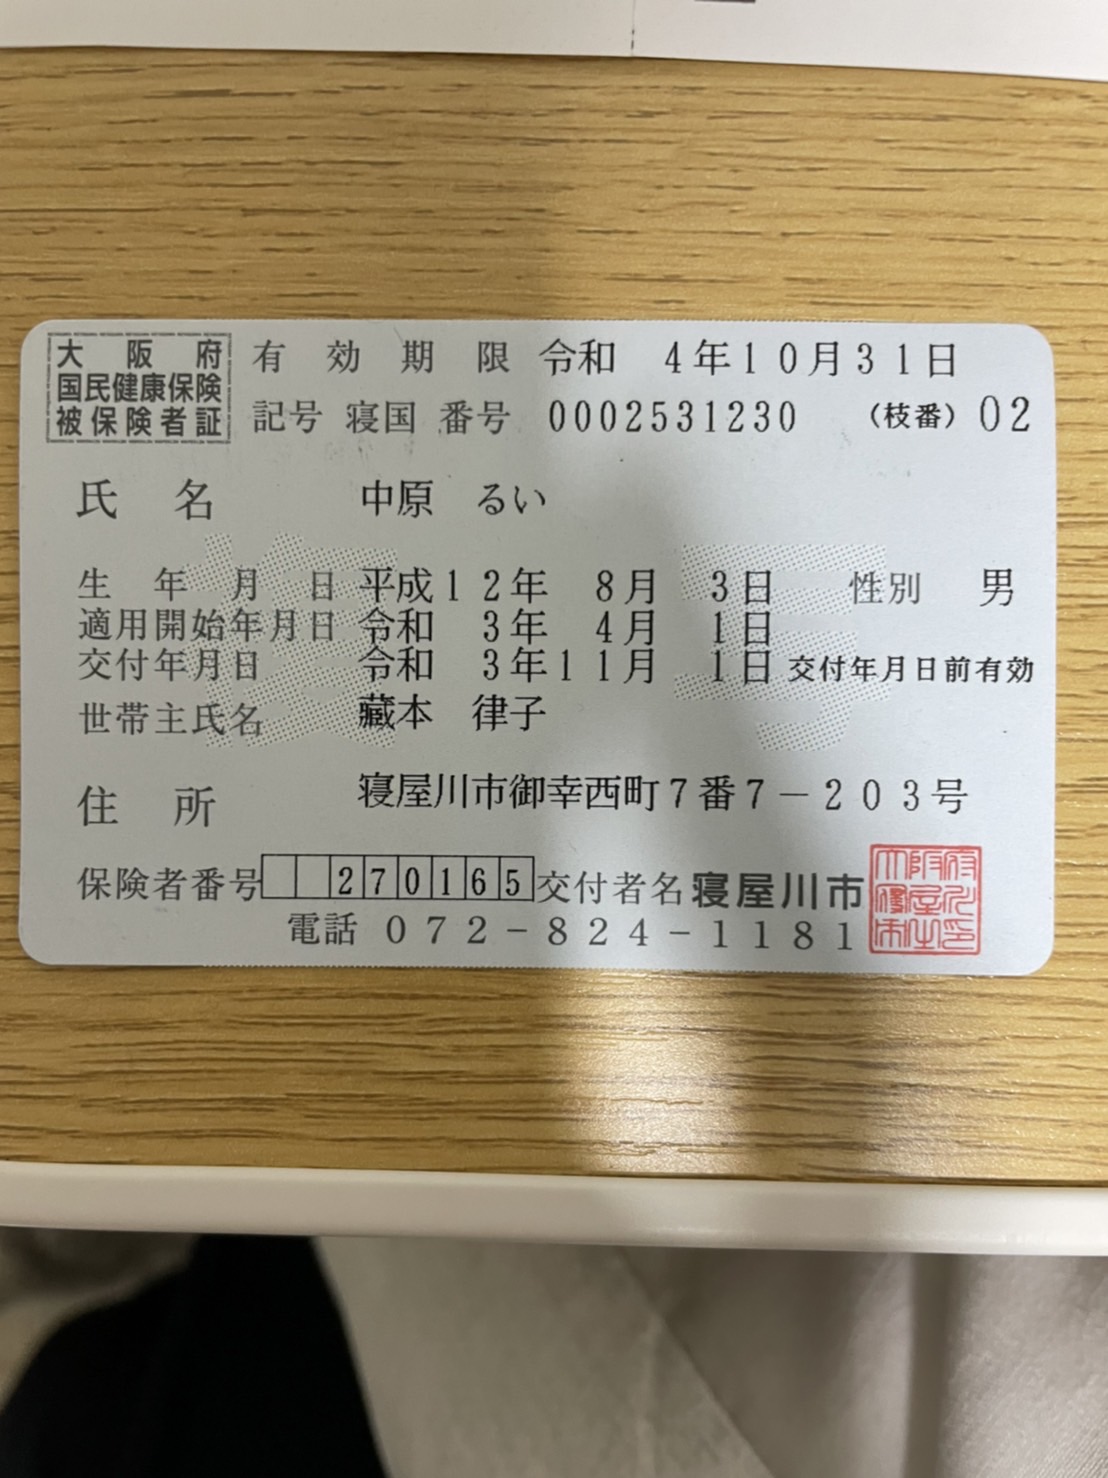 大阪府
国民健康保険
被保険者証
有効期限 令和 4年10月31日
記号 寝国 番号 0002531230 (枝番) 02
氏名 中原 るい
生年月日 平成12年 8月 3日 性別 男
適用開始年月日 令和 3年 4月 1日
交付年月日 令和 3年11月 1日 交付年月日前有効
世帯主氏名 藏本 律子
住所 寝屋川市御幸西町7番7-203号
保険者番号 270165 交付者名 寝屋川市
電話 072-824-1181
複写